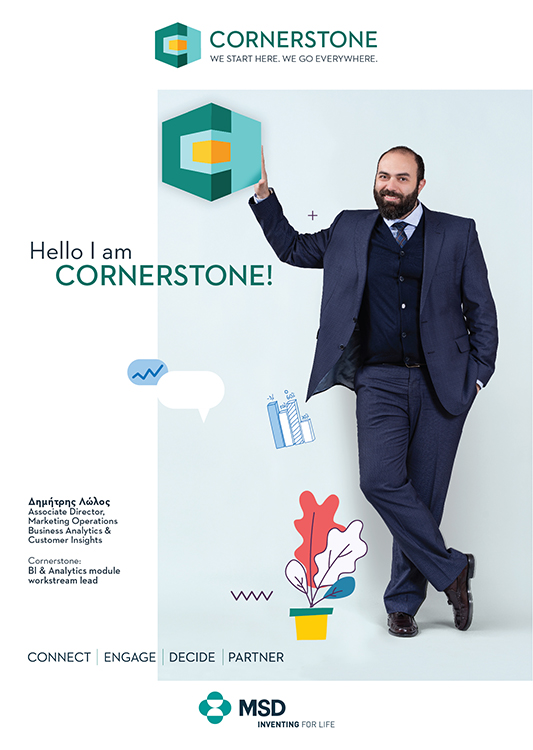 CORNERSTONE
WE START HERE. WE GO EVERYWHERE.
Hello I am
CORNERSTONE!
Δημήτρης Λώλος
Associate Director,
Marketing Operations
Business Analytics &
Customer Insights
Cornerstone:
BI & Analytics module
workstream lead
CONNECT | ENGAGE | DECIDE | PARTNER
MSD
INVENTING FOR LIFE